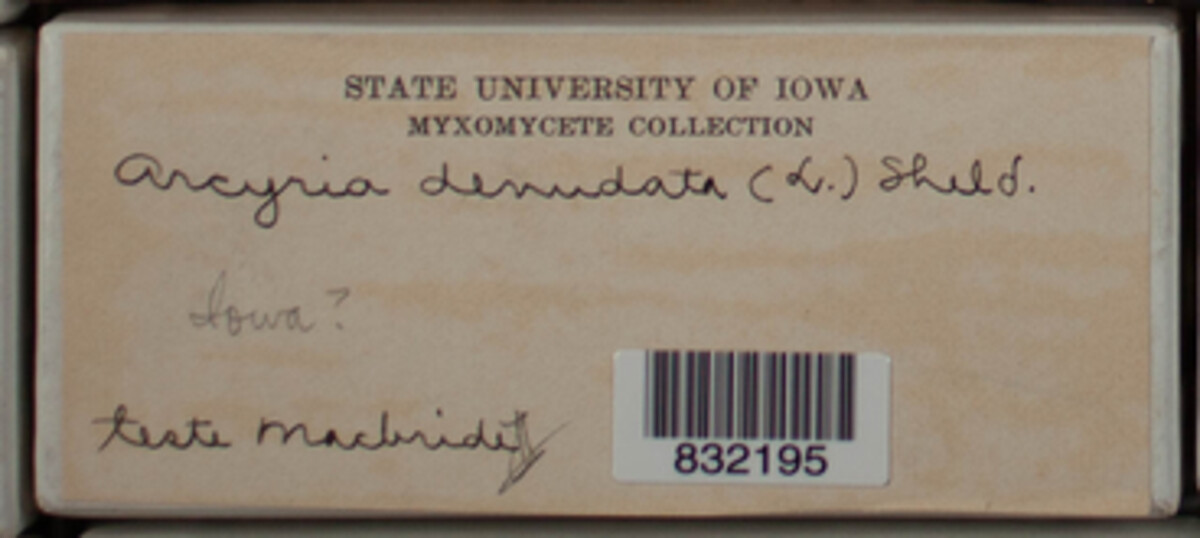 STATE UNIVERSITY OF IOWA
MYXOMYCETE COLLECTION
Arcyria denudata (L.) Sheld.
Iowa?
teste Macbride
832195